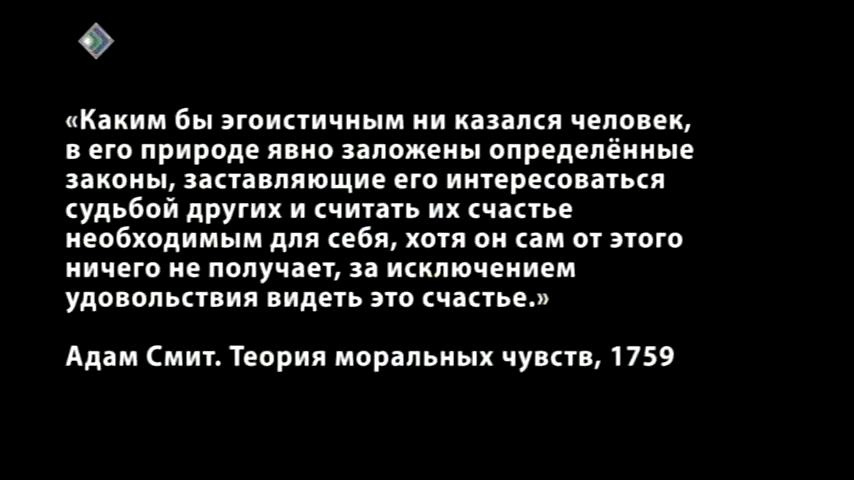 «Каким бы эгоистичным ни казался человек,
в его природе явно заложены определённые
законы, заставляющие его интересоваться
судьбой других и считать их счастье
необходимым для себя, хотя он сам от этого
ничего не получает, за исключением
удовольствия видеть это счастье.»
Адам Смит. Теория моральных чувств, 1759